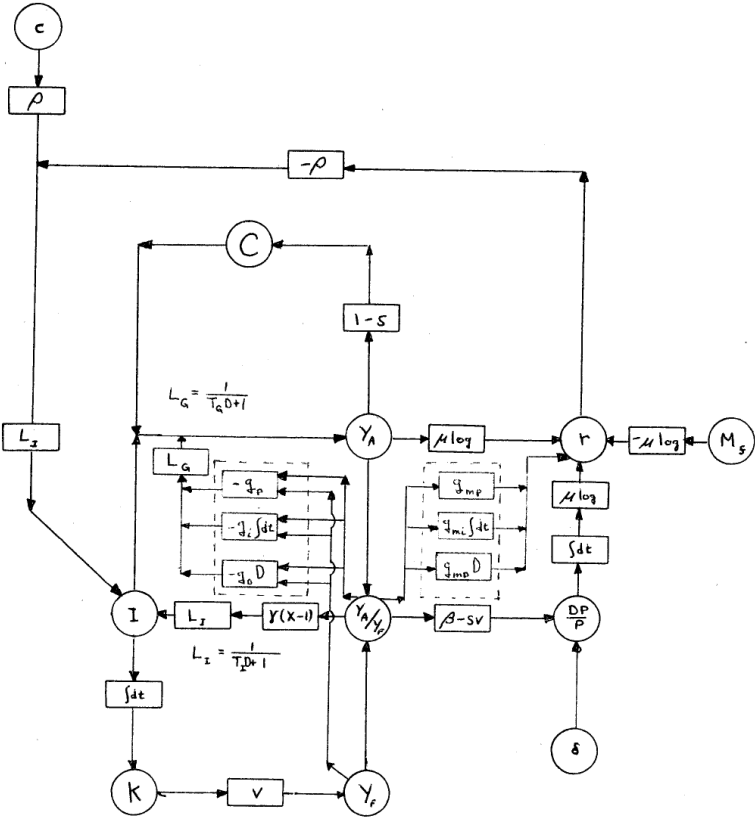 c
ρ
-ρ
C
1-s
L_G = 1/(T_G D+1)
L_I
Y_A
μ log
r
-μ log
M_s
L_G
-g_p
g_mp
μ log
-g_i ∫dt
g_mi ∫dt
∫dt
-g_D D
g_mp D
I
L_I
γ(X-1)
Y_A/Y_F
β-sv
DP/P
L_I = 1/(T_I D+1)
∫dt
δ
K
v
Y_F